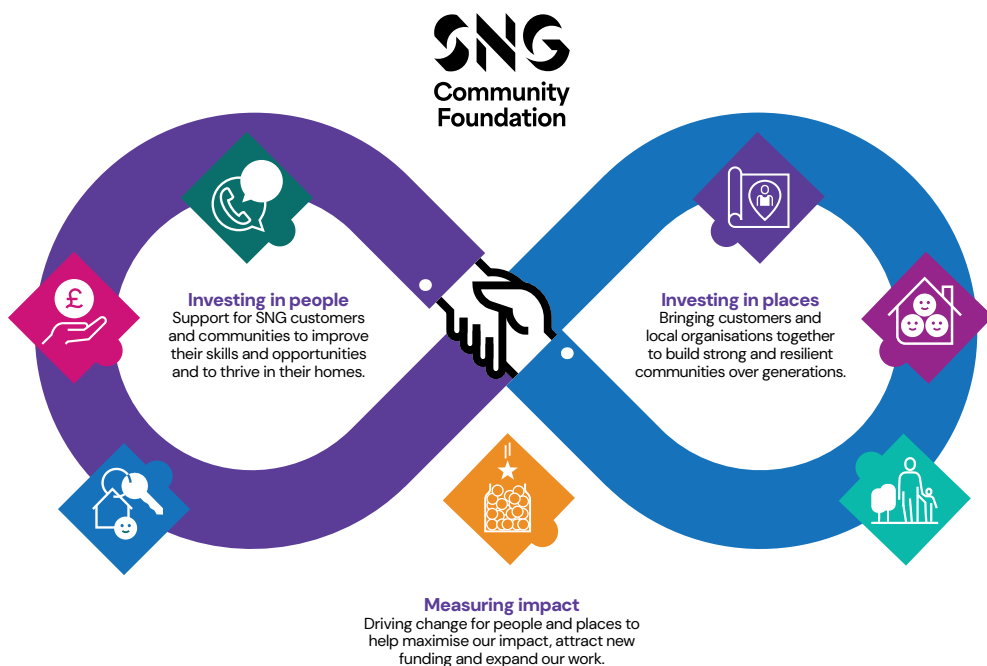 SNG
Community
Foundation
£
Investing in people
Support for SNG customers
and communities to improve
their skills and opportunities
and to thrive in their homes.
Investing in places
Bringing customers and
local organisations together
to build strong and resilient
communities over generations.
Measuring impact
Driving change for people and places to
help maximise our impact, attract new
funding and expand our work.